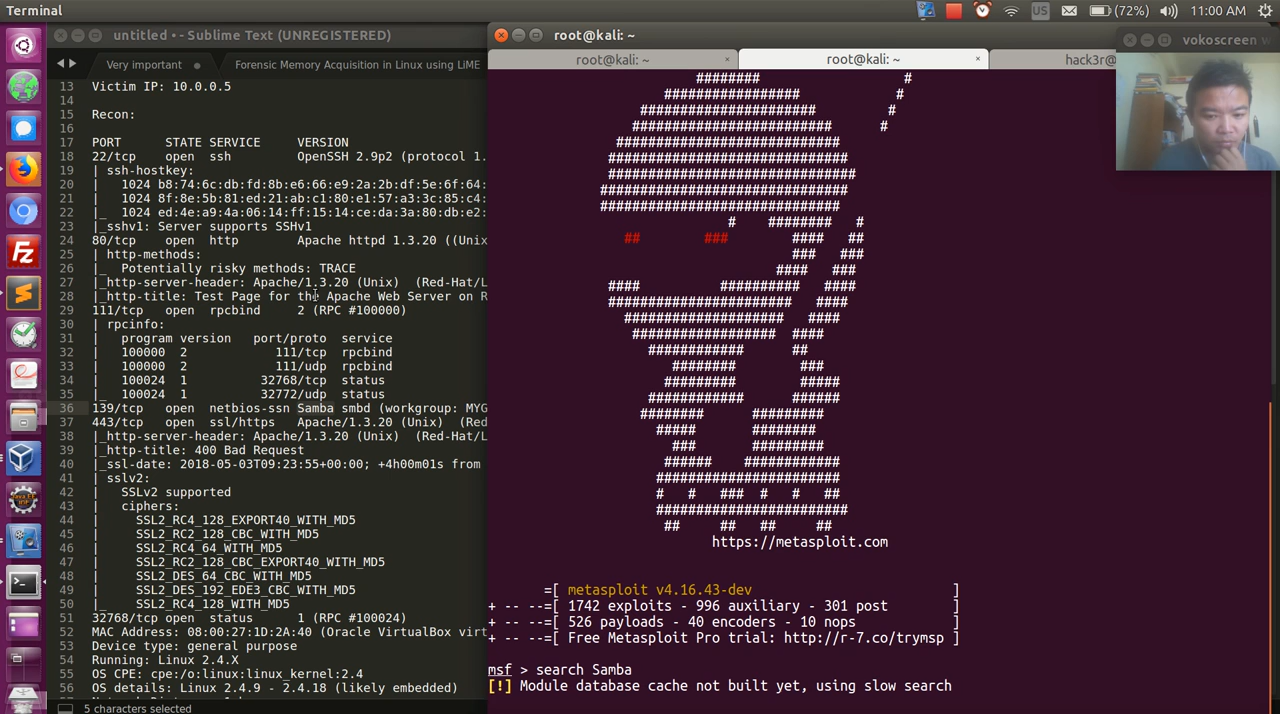 Terminal
US
(72%)
11:00 AM
untitled • - Sublime Text (UNREGISTERED)
Very important
Forensic Memory Acquisition in Linux using LiME
13 Victim IP: 10.0.0.5
14
15 Recon:
16
17 PORT STATE SERVICE VERSION
18 22/tcp open ssh OpenSSH 2.9p2 (protocol 1.
19 | ssh-hostkey:
20 | 1024 b8:74:6c:db:fd:8b:e6:66:e9:2a:2b:df:5e:6f:64:
21 | 1024 8f:8e:5b:81:ed:21:ab:c1:80:e1:57:a3:3c:85:c4:
22 |_ 1024 ed:4e:a9:4a:06:14:ff:15:14:ce:da:3a:80:db:e2:
23 |_sshv1: Server supports SSHv1
24 80/tcp open http Apache httpd 1.3.20 ((Unix
25 | http-methods:
26 |_ Potentially risky methods: TRACE
27 |_http-server-header: Apache/1.3.20 (Unix) (Red-Hat/L
28 |_http-title: Test Page for the Apache Web Server on R
29 111/tcp open rpcbind 2 (RPC #100000)
30 | rpcinfo:
31 | program version port/proto service
32 | 100000 2 111/tcp rpcbind
33 | 100000 2 111/udp rpcbind
34 | 100024 1 32768/tcp status
35 |_ 100024 1 32772/udp status
36 139/tcp open netbios-ssn Samba smbd (workgroup: MYG
37 443/tcp open ssl/https Apache/1.3.20 (Unix) (Red-Hat/L
38 |_http-server-header: Apache/1.3.20 (Unix) (Red-Hat/L
39 |_http-title: 400 Bad Request
40 |_ssl-date: 2018-05-03T09:23:55+00:00; +4h00m01s from
41 | sslv2:
42 | SSLv2 supported
43 | ciphers:
44 | SSL2_RC4_128_EXPORT40_WITH_MD5
45 | SSL2_RC2_128_CBC_WITH_MD5
46 | SSL2_RC4_64_WITH_MD5
47 | SSL2_RC2_128_CBC_EXPORT40_WITH_MD5
48 | SSL2_DES_64_CBC_WITH_MD5
49 | SSL2_DES_192_EDE3_CBC_WITH_MD5
50 |_ SSL2_RC4_128_WITH_MD5
51 32768/tcp open status 1 (RPC #100024)
52 MAC Address: 08:00:27:1D:2A:40 (Oracle VirtualBox virt
53 Device type: general purpose
54 Running: Linux 2.4.X
55 OS CPE: cpe:/o:linux:linux_kernel:2.4
56 OS details: Linux 2.4.9 - 2.4.18 (likely embedded)
5 characters selected
root@kali: ~
root@kali: ~
root@kali: ~
hack3r@
vokoscreen w
https://metasploit.com
=[ metasploit v4.16.43-dev ]
+ -- --=[ 1742 exploits - 996 auxiliary - 301 post ]
+ -- --=[ 526 payloads - 40 encoders - 10 nops ]
+ -- --=[ Free Metasploit Pro trial: http://r-7.co/trymsp ]
msf > search Samba
[!] Module database cache not built yet, using slow search